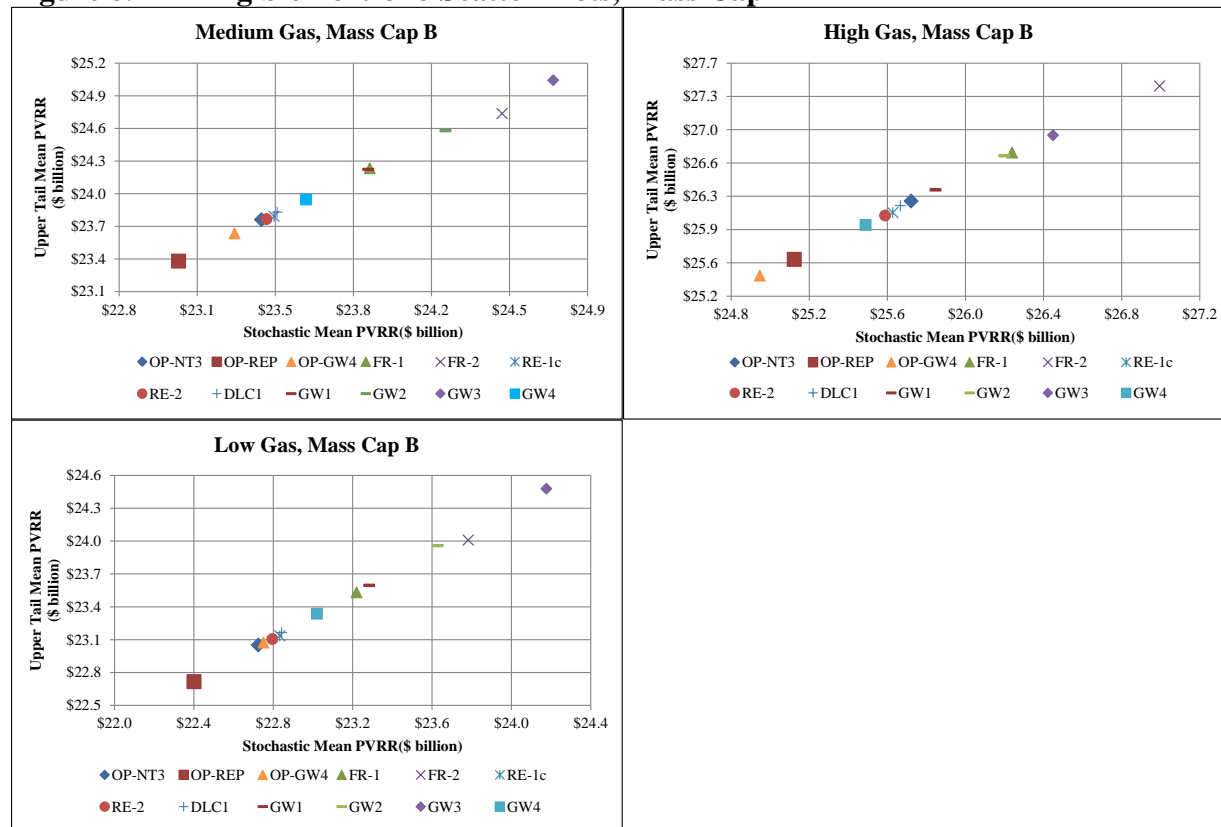 Medium Gas, Mass Cap B
Upper Tail Mean PVRR
($ billion)
$25.2
$24.9
$24.6
$24.3
$24.0
$23.7
$23.4
$23.1
$22.8 $23.1 $23.5 $23.8 $24.2 $24.5 $24.9
Stochastic Mean PVRR($ billion)
OP-NT3 OP-REP OP-GW4 FR-1 FR-2 RE-1c
RE-2 DLC1 GW1 GW2 GW3 GW4
High Gas, Mass Cap B
Upper Tail Mean PVRR
($ billion)
$27.7
$27.3
$27.0
$26.6
$26.3
$25.9
$25.6
$25.2
$24.8 $25.2 $25.6 $26.0 $26.4 $26.8 $27.2
Stochastic Mean PVRR($ billion)
OP-NT3 OP-REP OP-GW4 FR-1 FR-2 RE-1c
RE-2 DLC1 GW1 GW2 GW3 GW4
Low Gas, Mass Cap B
Upper Tail Mean PVRR
($ billion)
$24.6
$24.3
$24.0
$23.7
$23.4
$23.1
$22.8
$22.5
$22.0 $22.4 $22.8 $23.2 $23.6 $24.0 $24.4
Stochastic Mean PVRR($ billion)
OP-NT3 OP-REP OP-GW4 FR-1 FR-2 RE-1c
RE-2 DLC1 GW1 GW2 GW3 GW4